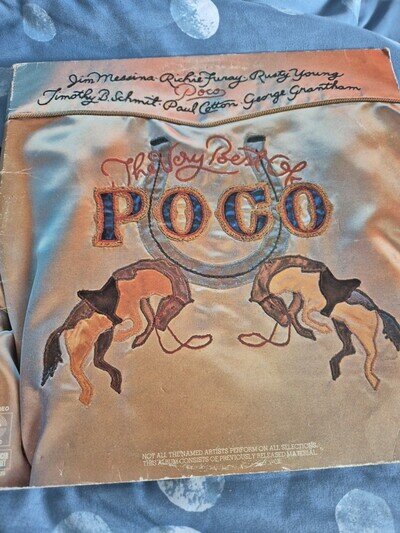 Jim Messina · Richie Furay · Rusty Young
Poco
Timothy B. Schmit · Paul Cotton · George Grantham
The Very Best Of
POCO
NOT ALL THE NAMED ARTISTS PERFORM ON ALL SELECTIONS.
THIS ALBUM CONSISTS OF PREVIOUSLY RELEASED MATERIAL.